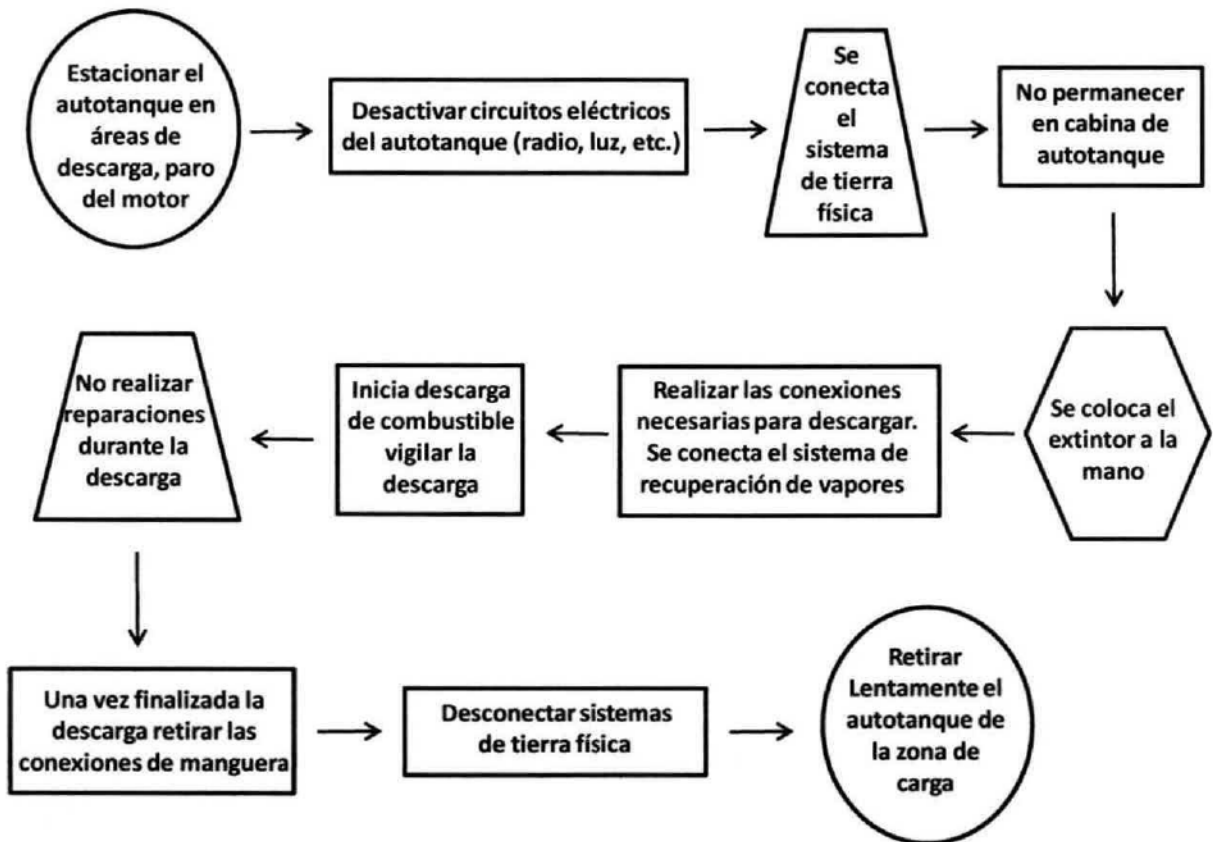 Estacionar el
autotanque en
áreas de
descarga, paro
del motor
Desactivar circuitos eléctricos
del autotanque (radio, luz, etc.)
Se
conecta
el
sistema
de tierra
física
No permanecer
en cabina de
autotanque
Se coloca el
extintor a la
mano
Realizar las conexiones
necesarias para descargar.
Se conecta el sistema de
recuperación de vapores
Inicia descarga
de combustible
vigilar la
descarga
No realizar
reparaciones
durante la
descarga
Una vez finalizada la
descarga retirar las
conexiones de manguera
Desconectar sistemas
de tierra física
Retirar
Lentamente el
autotanque de
la zona de
carga